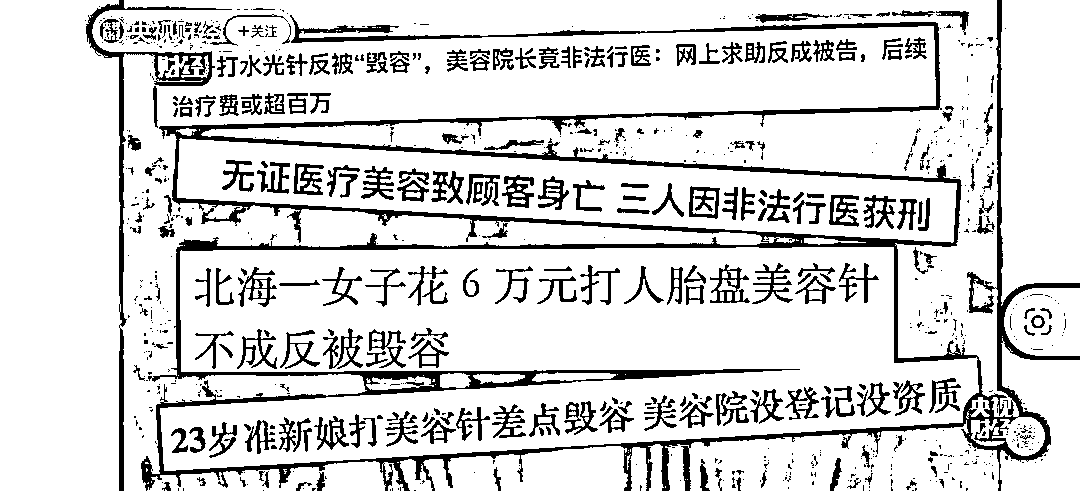 央视财经
+关注
财经
打水光针反被“毁容”，美容院长竟非法行医：网上求助反成被告，后续
治疗费或超百万
无证医疗美容致顾客身亡 三人因非法行医获刑
北海一女子花6万元打人胎盘美容针
不成反被毁容
23岁准新娘打美容针差点毁容 美容院没登记没资质
央视
财经